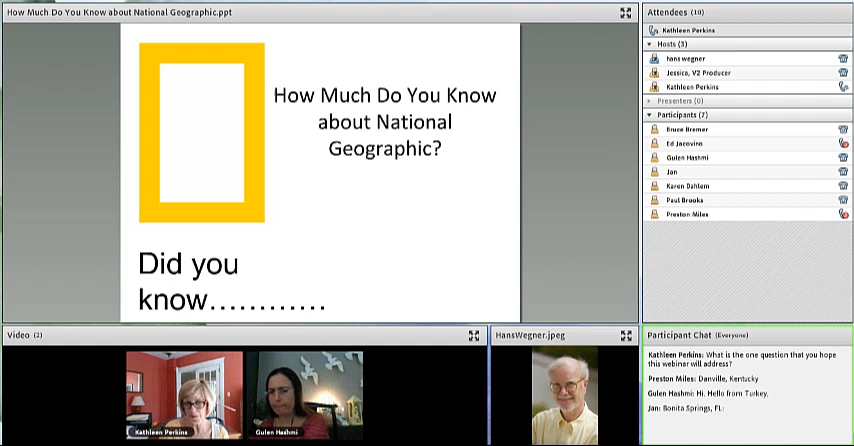 How Much Do You Know about National Geographic.ppt
How Much Do You Know
about National
Geographic?
Did you
know............
Attendees (10)
Kathleen Perkins
Hosts (3)
hans wegner
Jessica, V2 Producer
Kathleen Perkins
Presenters (0)
Participants (7)
Bruce Bremer
Ed Jacovino
Gulen Hashmi
Jan
Karen Dahlem
Paul Brooks
Preston Miles
Video (2)
Kathleen Perkins
Gulen Hashmi
HansWegner.jpeg
Participant Chat (Everyone)
Kathleen Perkins: What is the one question that you hope
this webinar will address?
Preston Miles: Danville, Kentucky
Gulen Hashmi: Hi. Hello from Turkey.
Jan: Bonita Springs, FL: